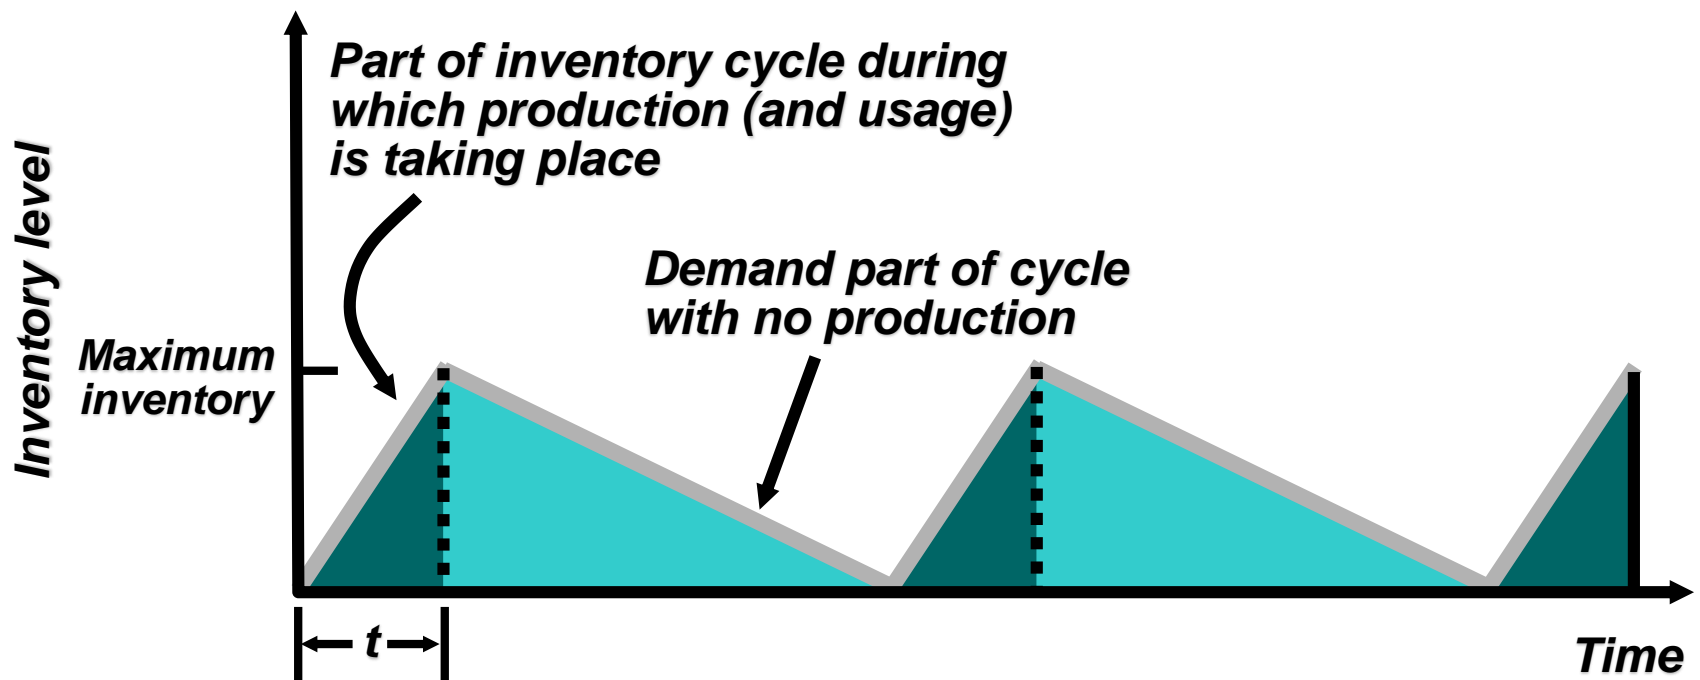 Part of inventory cycle during
which production (and usage)
is taking place
Demand part of cycle
with no production
Inventory level
Maximum
inventory
t
Time